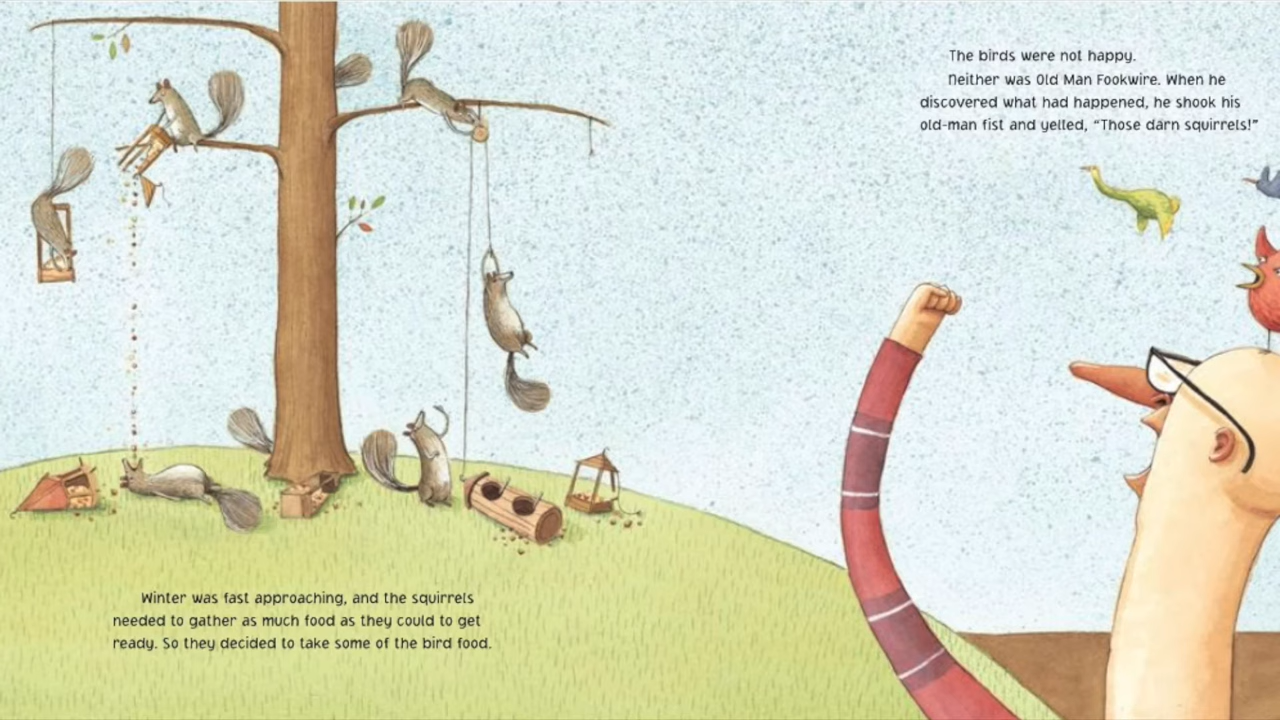 Winter was fast approaching, and the squirrels
needed to gather as much food as they could to get
ready. So they decided to take some of the bird food.
The birds were not happy.
Neither was Old Man Fookwire. When he
discovered what had happened, he shook his
old-man fist and yelled, “Those darn squirrels!”